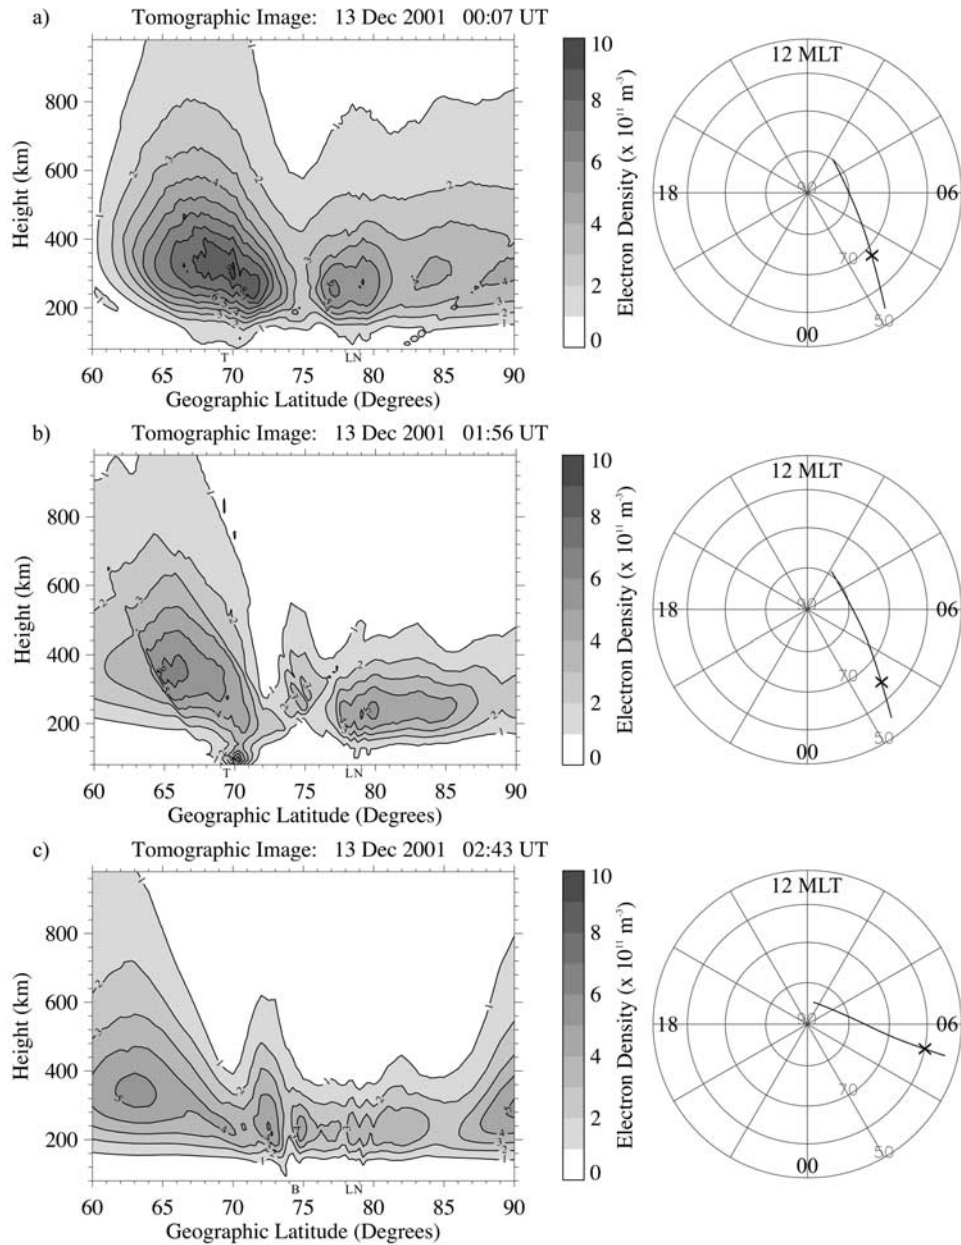 a) Tomographic Image: 13 Dec 2001 00:07 UT
Height (km)
800
600
400
200
60 65 70 75 80 85 90
T LN
Geographic Latitude (Degrees)
10
8
6
4
2
0
Electron Density (x 10¹¹ m⁻³)
12 MLT
18
06
00
90
70
50
b) Tomographic Image: 13 Dec 2001 01:56 UT
Height (km)
800
600
400
200
60 65 70 75 80 85 90
T LN
Geographic Latitude (Degrees)
10
8
6
4
2
0
Electron Density (x 10¹¹ m⁻³)
12 MLT
18
06
00
90
70
50
c) Tomographic Image: 13 Dec 2001 02:43 UT
Height (km)
800
600
400
200
60 65 70 75 80 85 90
B LN
Geographic Latitude (Degrees)
10
8
6
4
2
0
Electron Density (x 10¹¹ m⁻³)
12 MLT
18
06
00
90
70
50